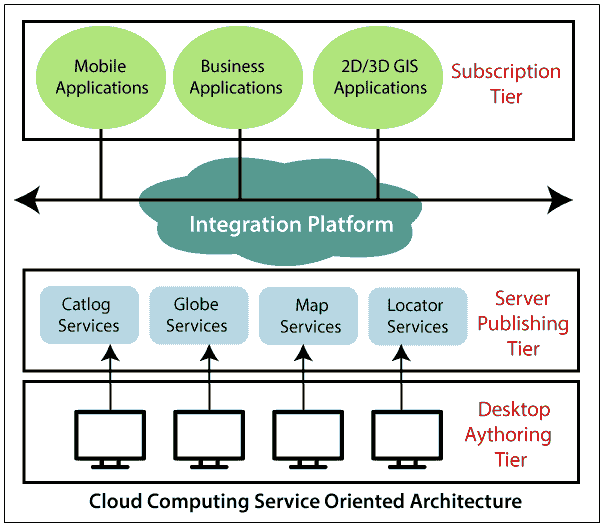 Mobile
Applications
Business
Applications
2D/3D GIS
Applications
Subscription
Tier
Integration Platform
Catlog
Services
Globe
Services
Map
Services
Locator
Services
Server
Publishing
Tier
Desktop
Aythoring
Tier
Cloud Computing Service Oriented Architecture